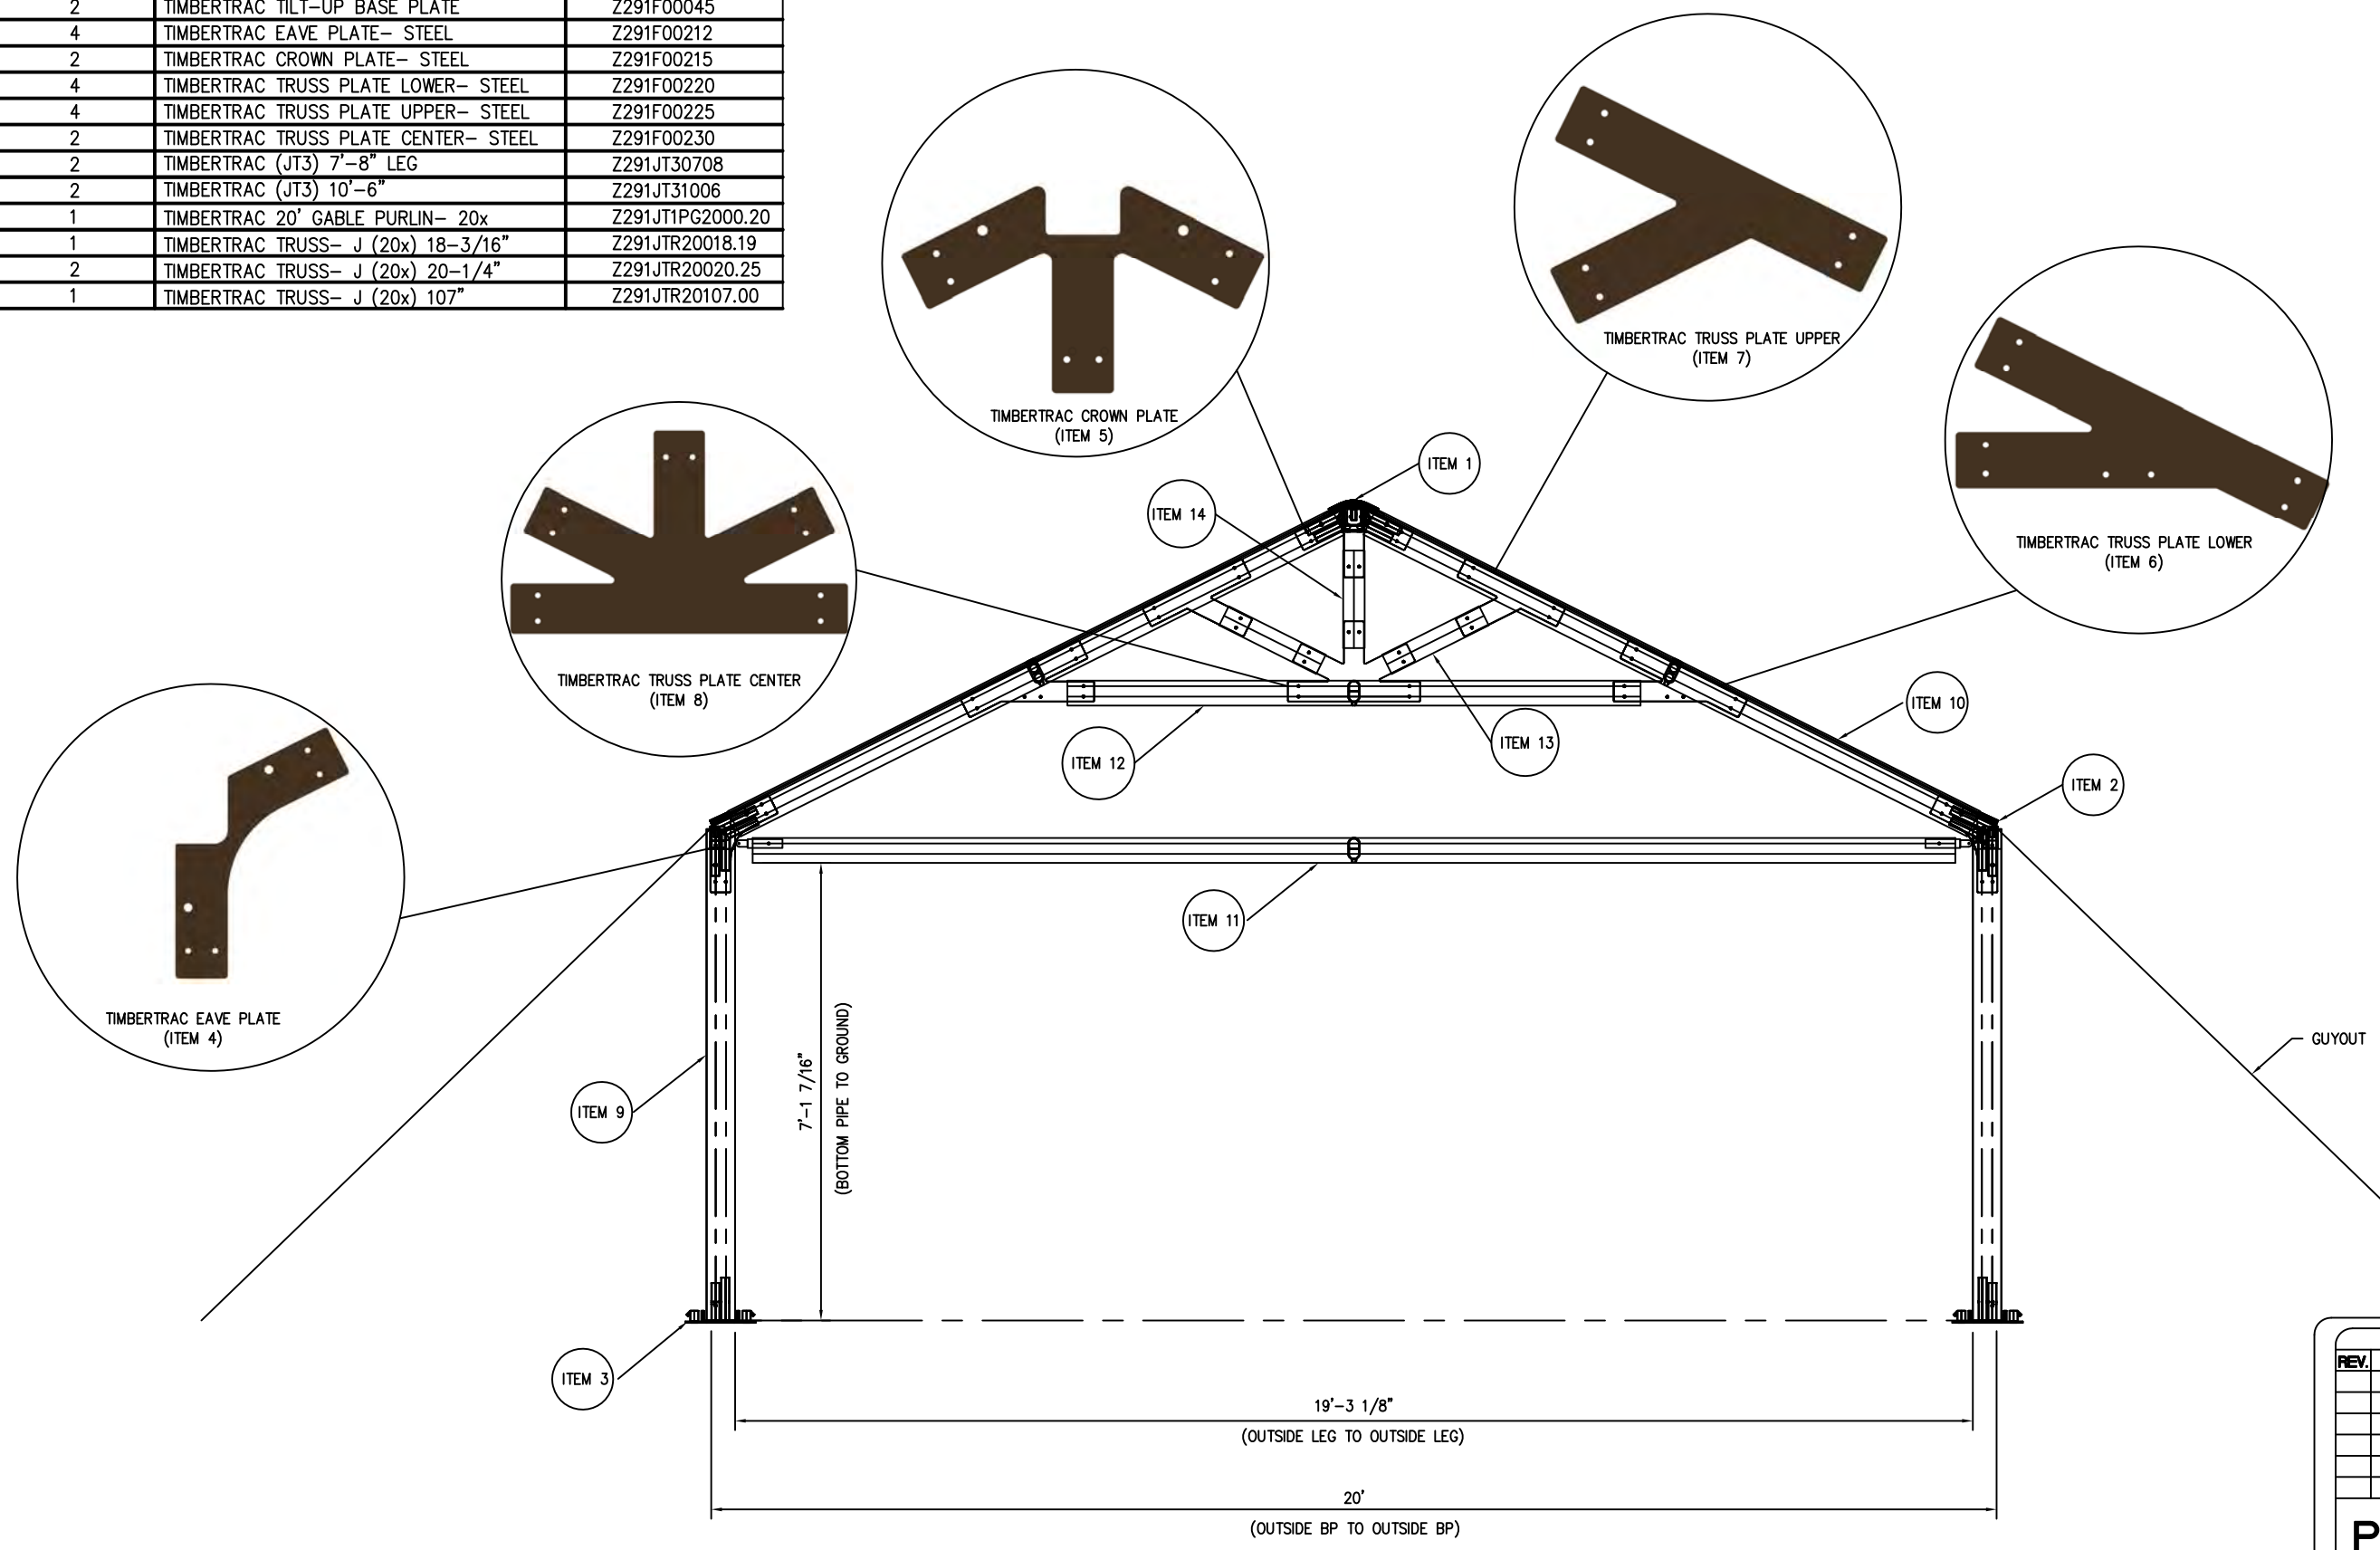 2 TIMBERTRAC TILT-UP BASE PLATE Z291F00045
4 TIMBERTRAC EAVE PLATE- STEEL Z291F00212
2 TIMBERTRAC CROWN PLATE- STEEL Z291F00215
4 TIMBERTRAC TRUSS PLATE LOWER- STEEL Z291F00220
4 TIMBERTRAC TRUSS PLATE UPPER- STEEL Z291F00225
2 TIMBERTRAC TRUSS PLATE CENTER- STEEL Z291F00230
2 TIMBERTRAC (JT3) 7'-8" LEG Z291JT30708
2 TIMBERTRAC (JT3) 10'-6" Z291JT31006
1 TIMBERTRAC 20' GABLE PURLIN- 20x Z291JT1PG2000.20
1 TIMBERTRAC TRUSS- J (20x) 18-3/16" Z291JTR20018.19
2 TIMBERTRAC TRUSS- J (20x) 20-1/4" Z291JTR20020.25
1 TIMBERTRAC TRUSS- J (20x) 107" Z291JTR20107.00
TIMBERTRAC TRUSS PLATE UPPER
(ITEM 7)
TIMBERTRAC CROWN PLATE
(ITEM 5)
TIMBERTRAC TRUSS PLATE LOWER
(ITEM 6)
TIMBERTRAC TRUSS PLATE CENTER
(ITEM 8)
ITEM 1
ITEM 14
ITEM 10
ITEM 13
ITEM 12
ITEM 2
ITEM 11
TIMBERTRAC EAVE PLATE
(ITEM 4)
GUYOUT
7'-1 7/16"
(BOTTOM PIPE TO GROUND)
ITEM 9
ITEM 3
REV.
19'-3 1/8"
(OUTSIDE LEG TO OUTSIDE LEG)
20'
(OUTSIDE BP TO OUTSIDE BP)
P